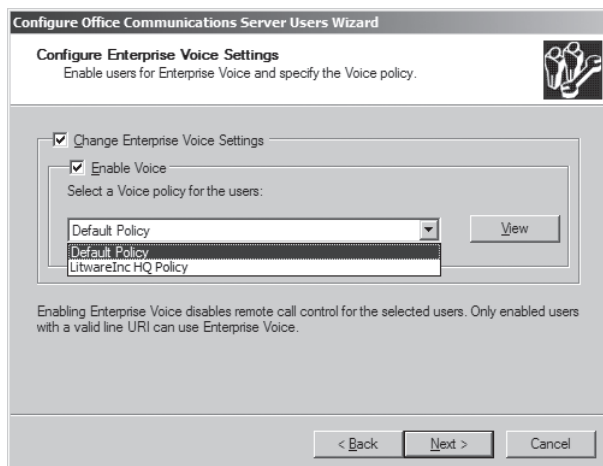 Configure Office Communications Server Users Wizard
Configure Enterprise Voice Settings
Enable users for Enterprise Voice and specify the Voice policy.
Change Enterprise Voice Settings
Enable Voice
Select a Voice policy for the users:
Default Policy
View
Default Policy
LitwareInc HQ Policy
Enabling Enterprise Voice disables remote call control for the selected users. Only enabled users
with a valid line URI can use Enterprise Voice.
< Back
Next >
Cancel